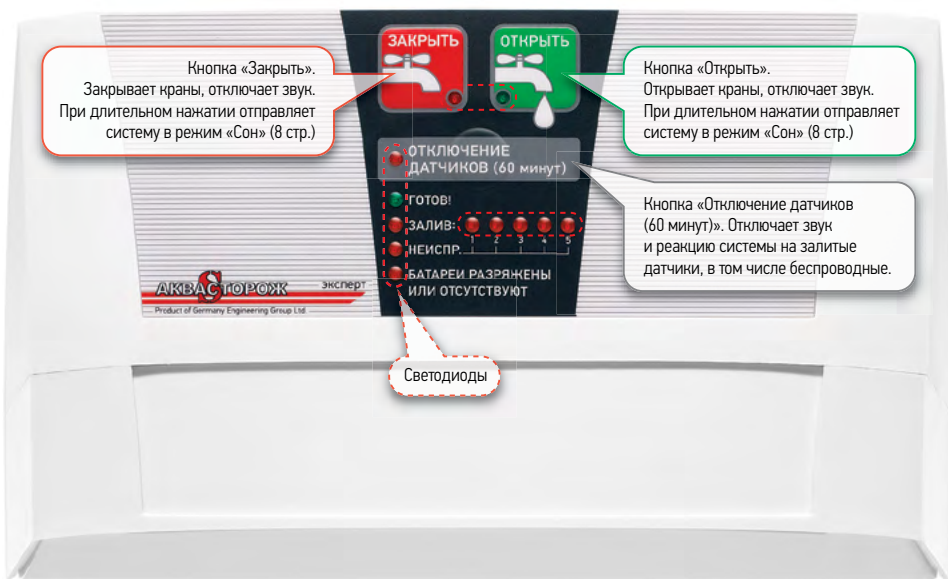 ЗАКРЫТЬ
ОТКРЫТЬ
Кнопка «Закрыть».
Закрывает краны, отключает звук.
При длительном нажатии отправляет
систему в режим «Сон» (8 стр.)
Кнопка «Открыть».
Открывает краны, отключает звук.
При длительном нажатии отправляет
систему в режим «Сон» (8 стр.)
ОТКЛЮЧЕНИЕ
ДАТЧИКОВ (60 минут)
Кнопка «Отключение датчиков
(60 минут)». Отключает звук
и реакцию системы на залитые
датчики, в том числе беспроводные.
ГОТОВ!
ЗАЛИВ:
1 2 3 4 5
НЕИСПР.
БАТАРЕИ РАЗРЯЖЕНЫ
ИЛИ ОТСУТСТВУЮТ
АКВАСТОРОЖ эксперт
Product of Germany Engineering Group Ltd.
Светодиоды